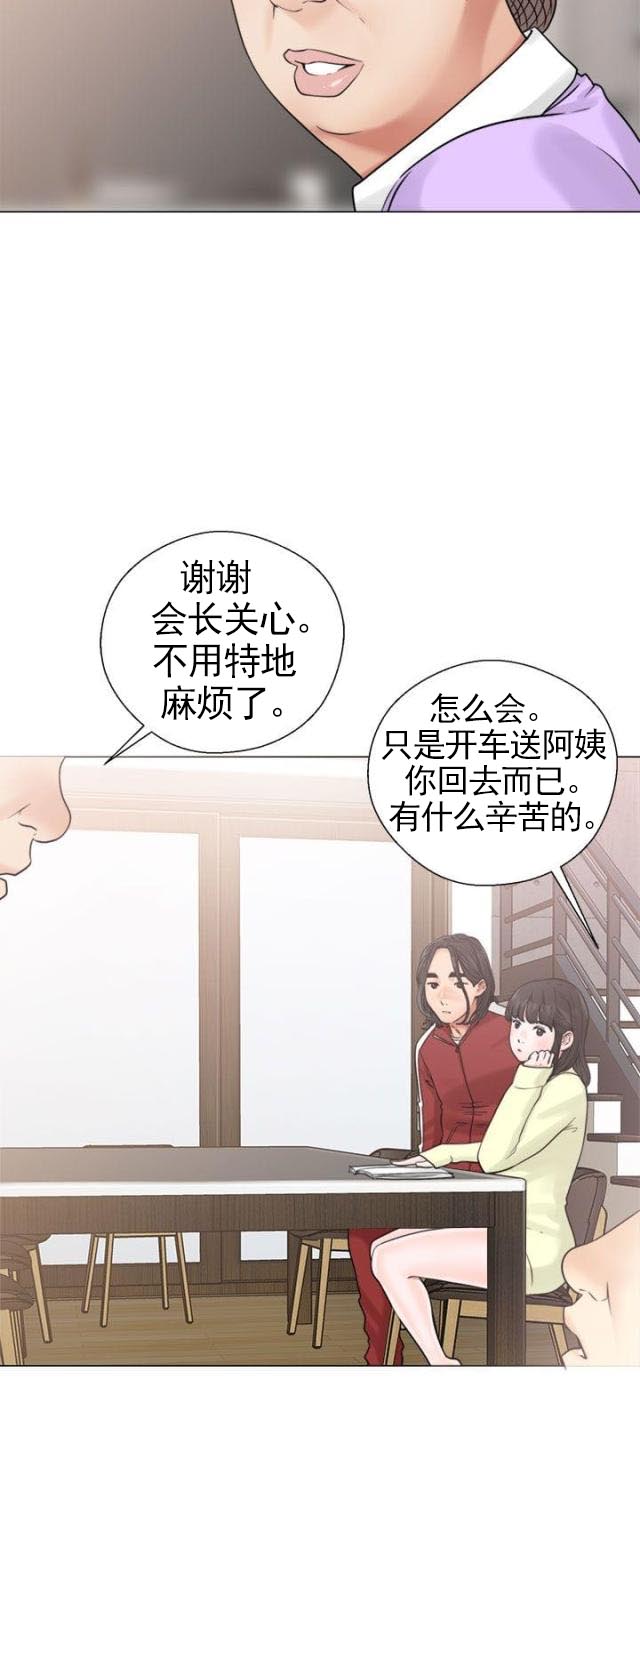 谢谢
会长关心。
不用特地
麻烦了。
怎么会。
只是开车送阿姨
你回去而已。
有什么辛苦的。